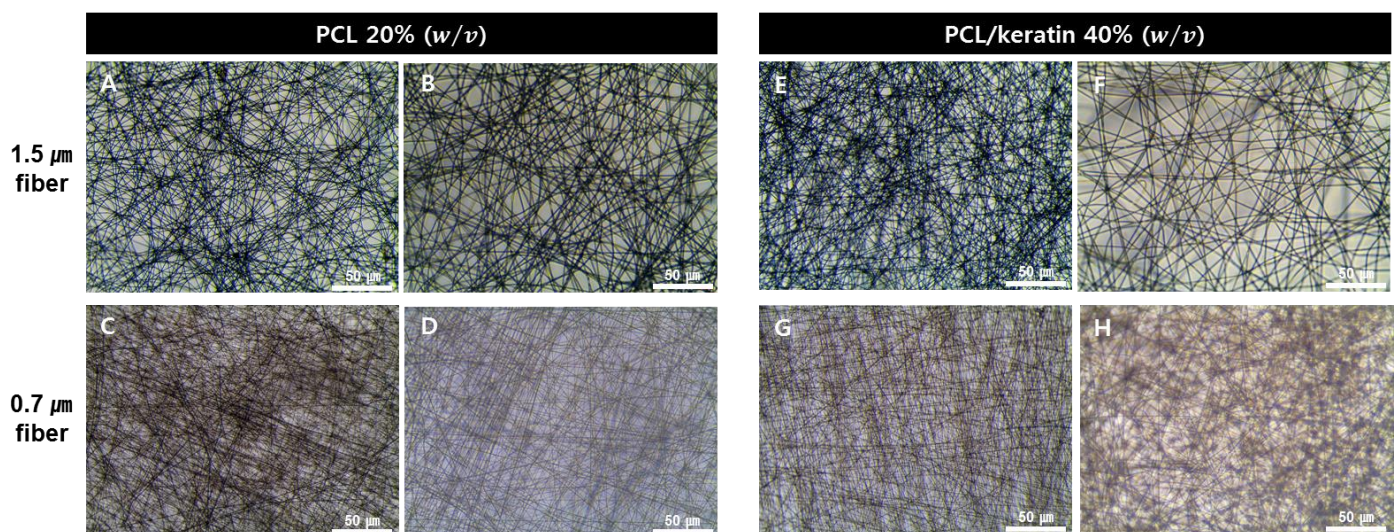 PCL 20% (w/v)
PCL/keratin 40% (w/v)
1.5 ㎛
fiber
A
B
E
F
50 ㎛
50 ㎛
50 ㎛
50 ㎛
0.7 ㎛
fiber
C
D
G
H
50 ㎛
50 ㎛
50 ㎛
50 ㎛